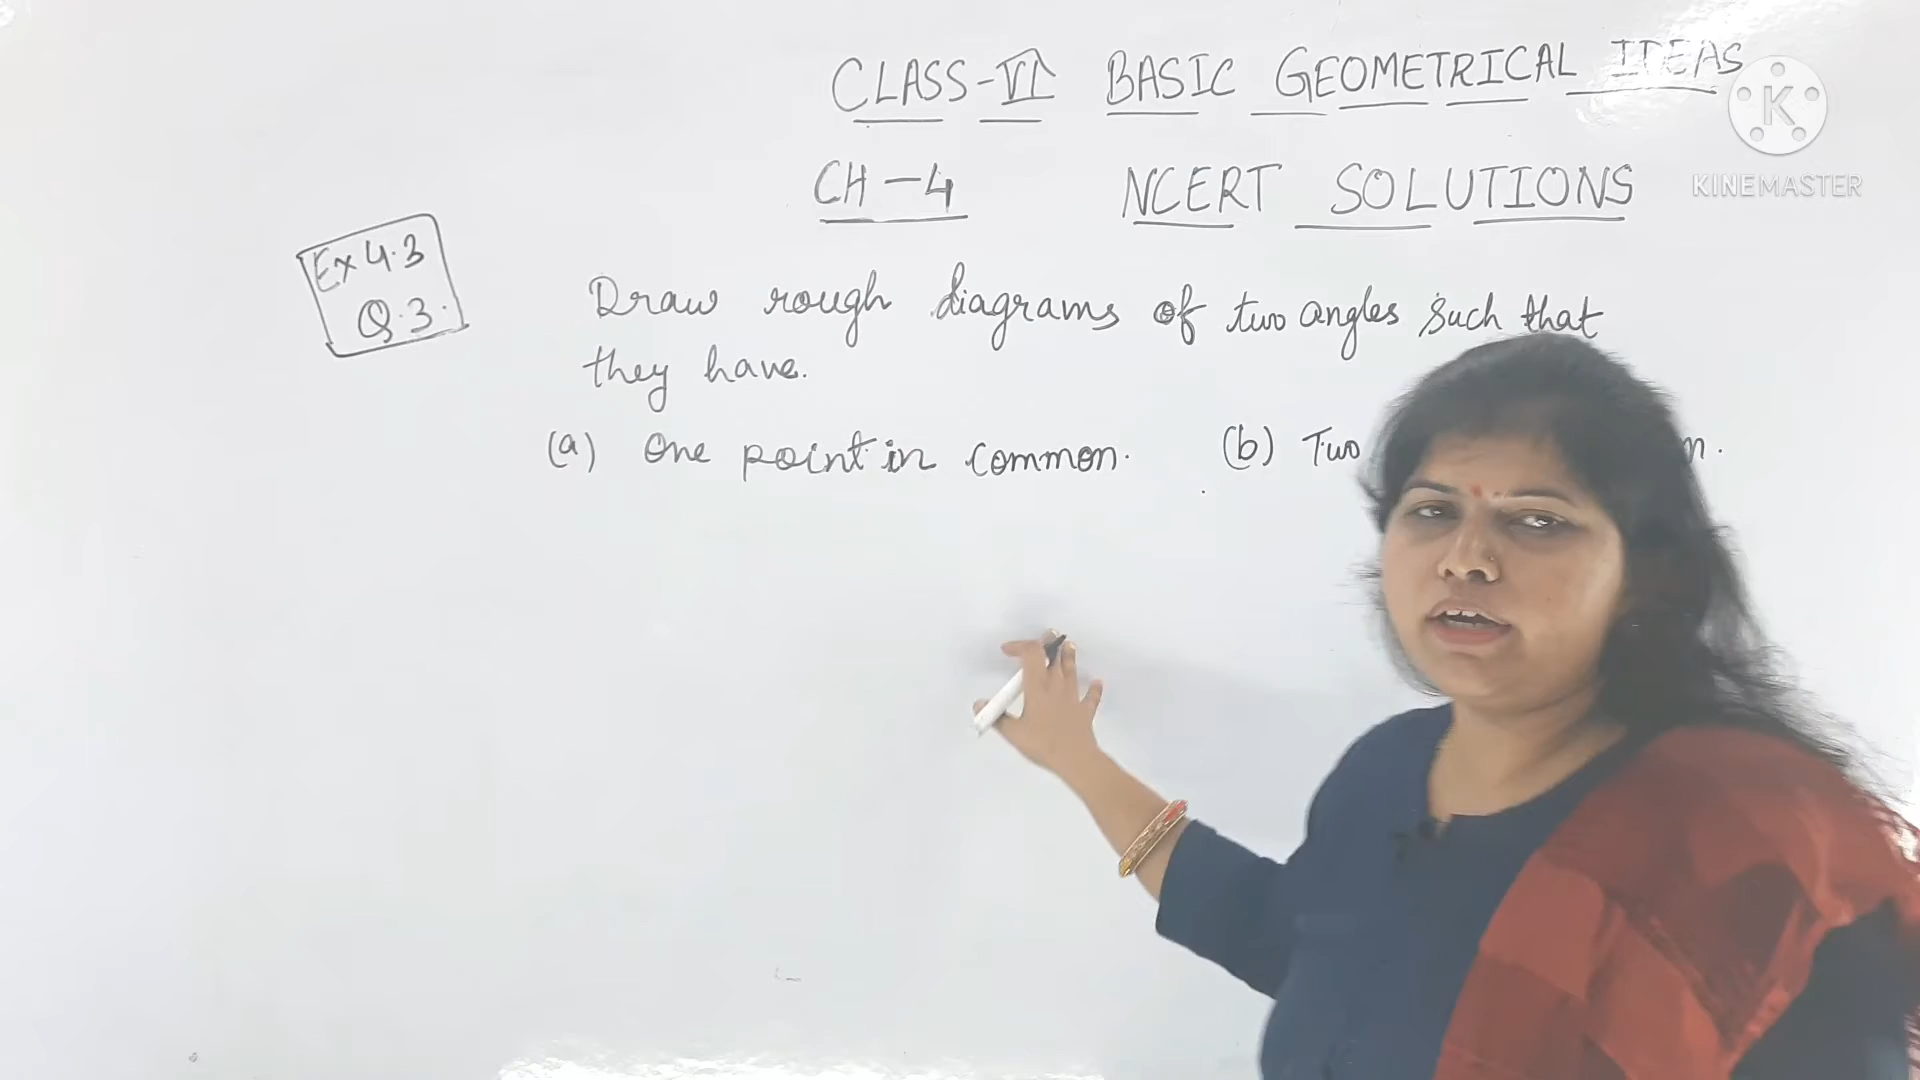 CLASS-VI BASIC GEOMETRICAL IDEAS
CH-4 NCERT SOLUTIONS
K
KINEMASTER
Ex 4.3
Q.3.
Draw rough diagrams of two angles such that
they have.
(a) One point in common. (b) Two